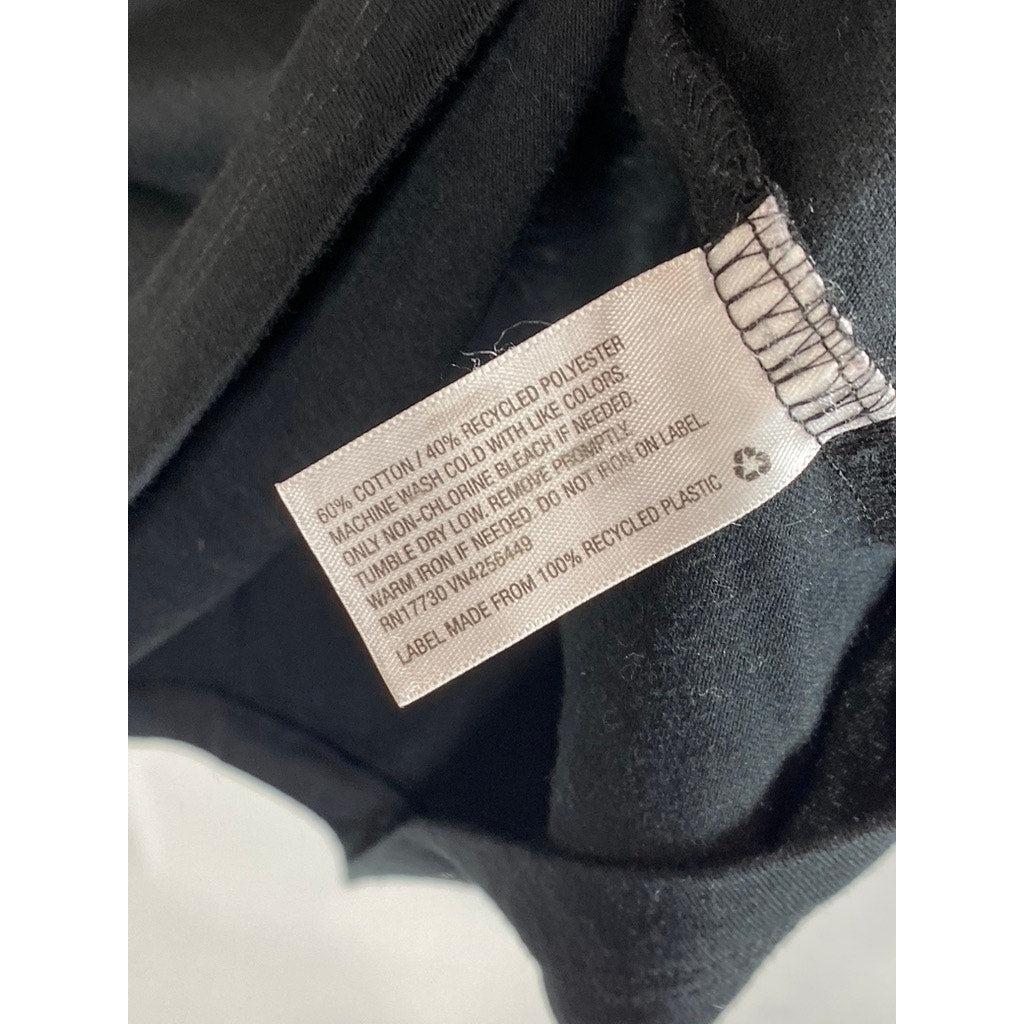 60% COTTON / 40% RECYCLED POLYESTER
MACHINE WASH COLD WITH LIKE COLORS.
ONLY NON-CHLORINE BLEACH IF NEEDED.
TUMBLE DRY LOW. REMOVE PROMPTLY.
WARM IRON IF NEEDED. DO NOT IRON ON LABEL.
RN17730 VN4256449
LABEL MADE FROM 100% RECYCLED PLASTIC